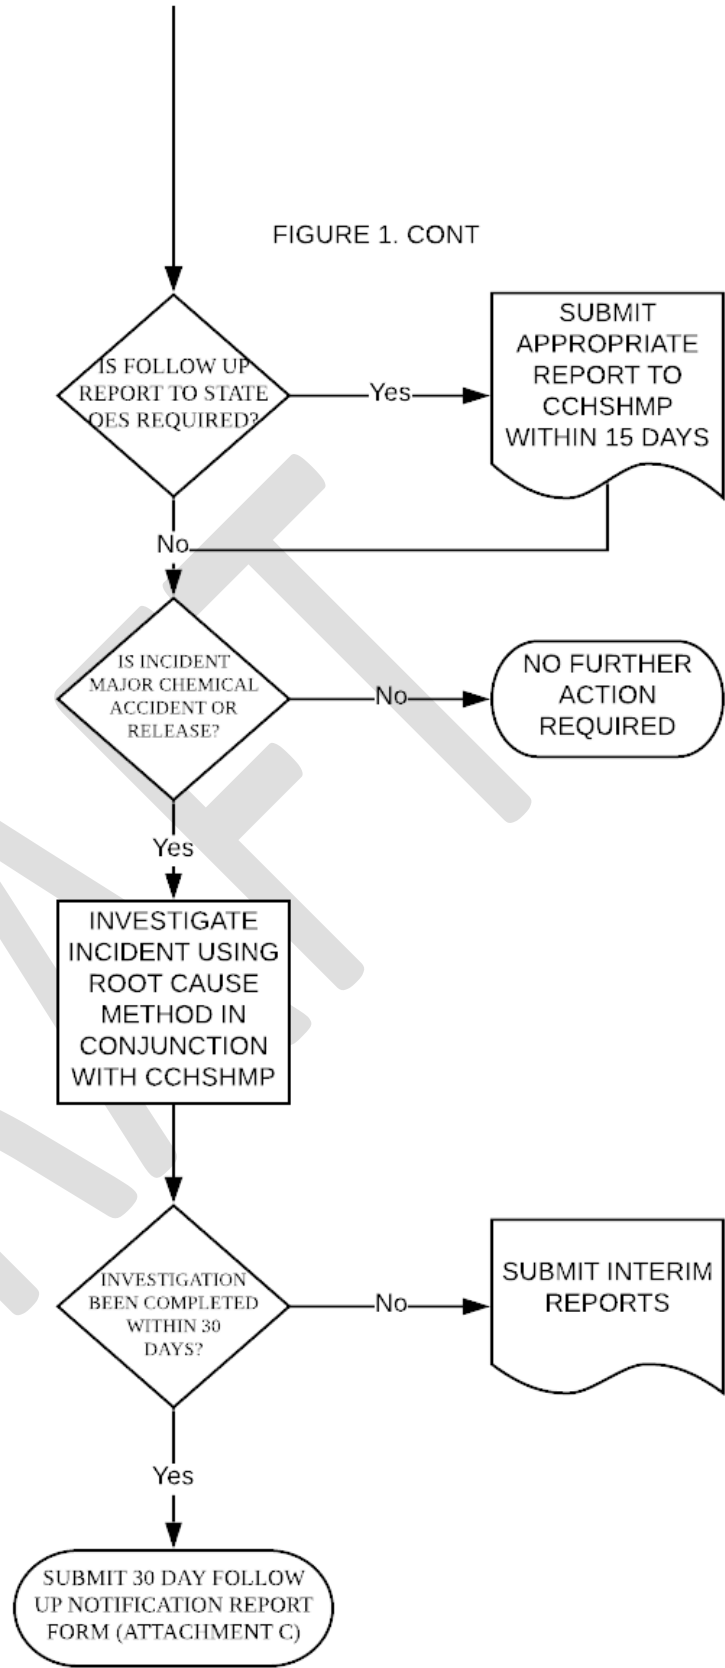 FIGURE 1. CONT
IS FOLLOW UP
REPORT TO STATE
OES REQUIRED?
Yes
SUBMIT
APPROPRIATE
REPORT TO
CCHSHMP
WITHIN 15 DAYS
No
IS INCIDENT
MAJOR CHEMICAL
ACCIDENT OR
RELEASE?
No
NO FURTHER
ACTION
REQUIRED
Yes
INVESTIGATE
INCIDENT USING
ROOT CAUSE
METHOD IN
CONJUNCTION
WITH CCHSHMP
INVESTIGATION
BEEN COMPLETED
WITHIN 30
DAYS?
No
SUBMIT INTERIM
REPORTS
Yes
SUBMIT 30 DAY FOLLOW
UP NOTIFICATION REPORT
FORM (ATTACHMENT C)